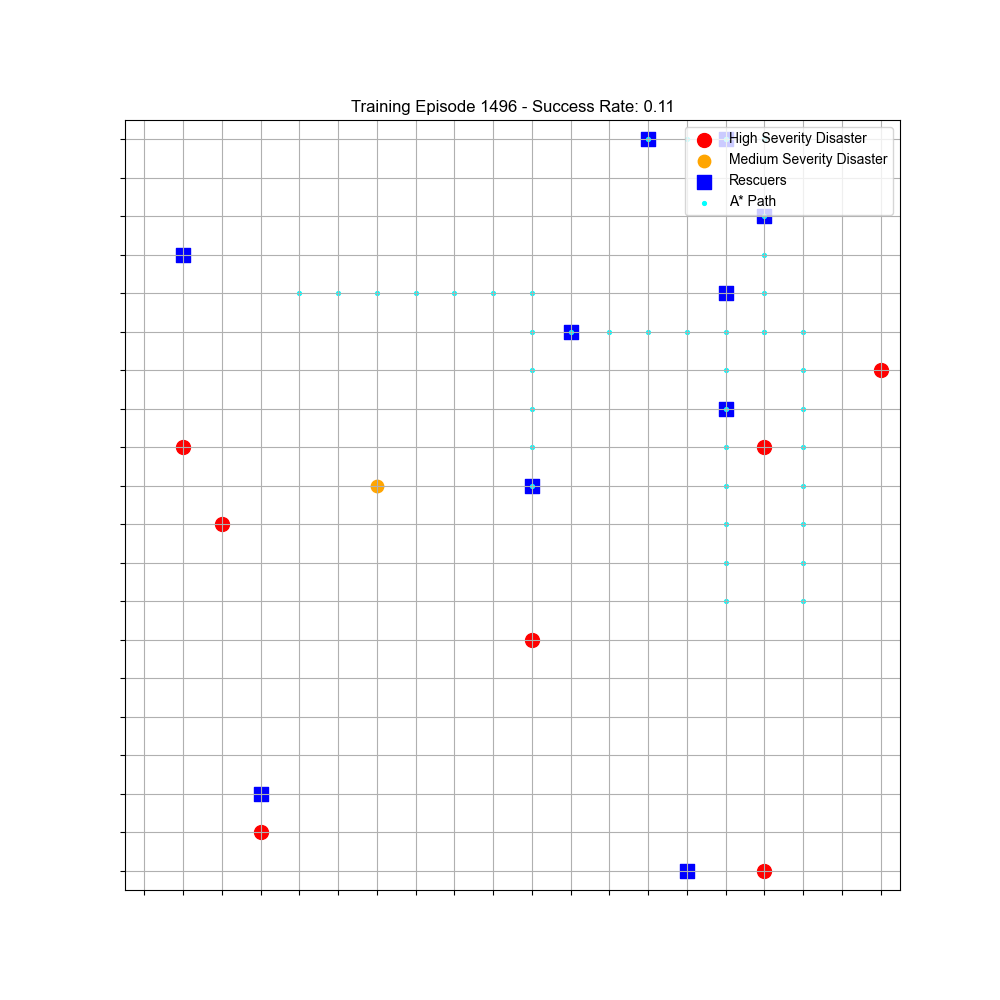 Training Episode 1496 - Success Rate: 0.11
High Severity Disaster
Medium Severity Disaster
Rescuers
A* Path